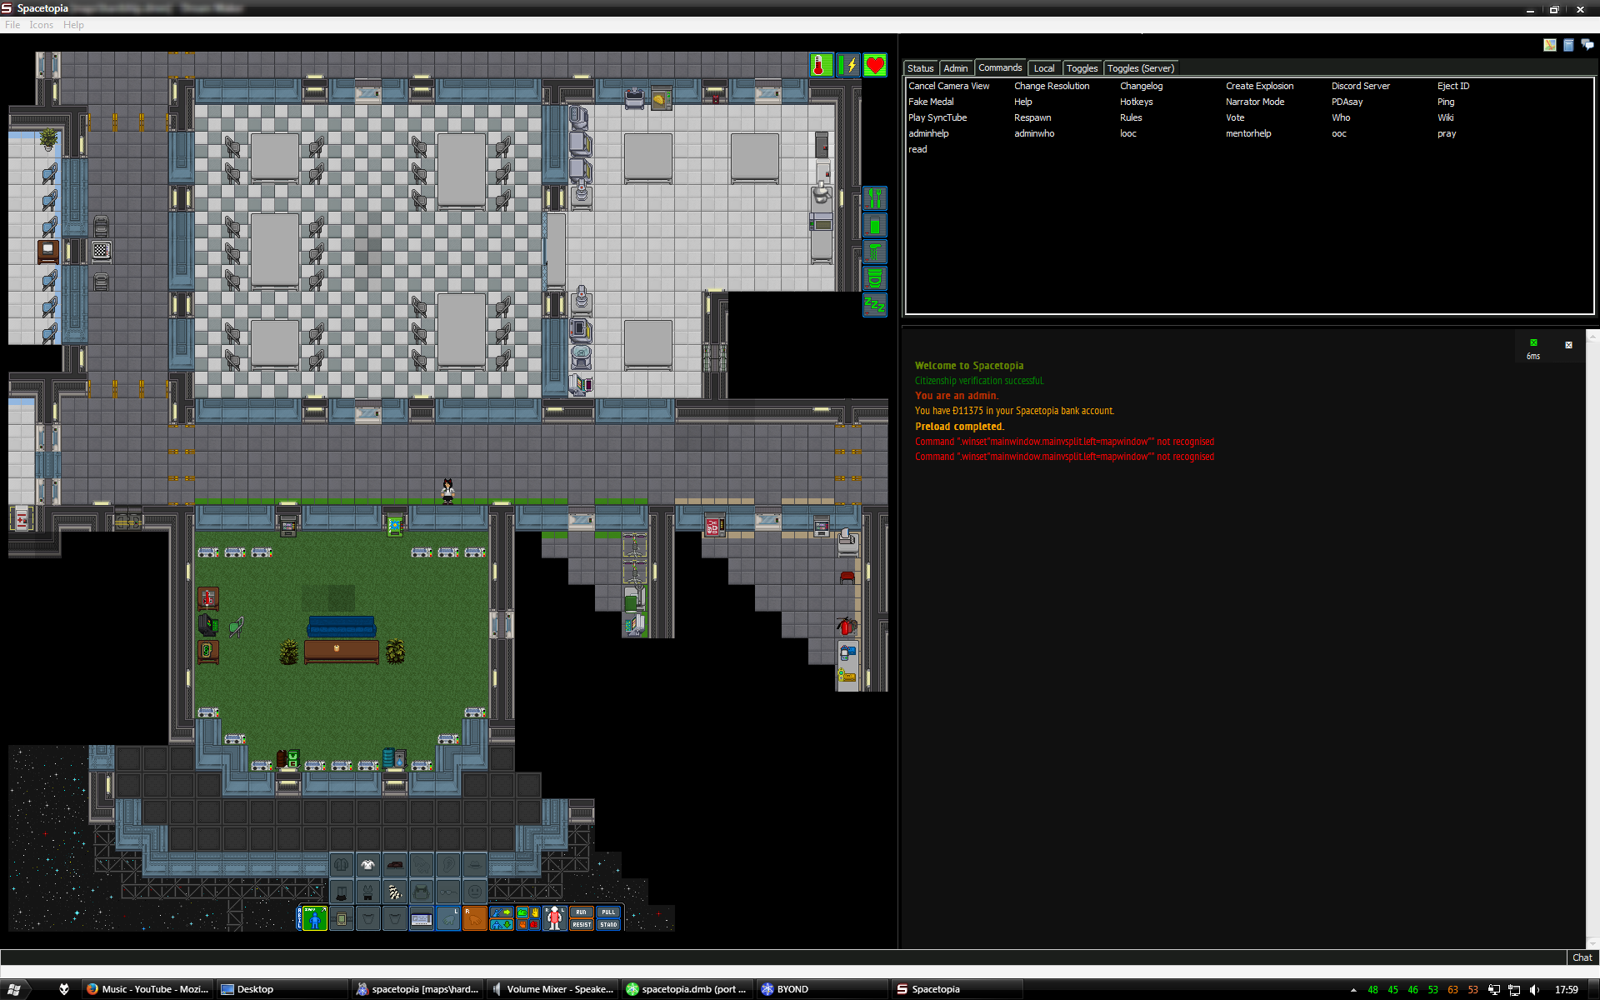 Spacetopia
File Icons Help
Status Admin Commands Local Toggles Toggles (Server)
Cancel Camera View Change Resolution Changelog Create Explosion Discord Server Eject ID
Fake Medal Help Hotkeys Narrator Mode PDAsay Ping
Play SyncTube Respawn Rules Vote Who Wiki
adminhelp adminwho looc mentorhelp ooc pray
read
6ms
Welcome to Spacetopia
Citizenship verification successful.
You are an admin.
You have Đ11375 in your Spacetopia bank account.
Preload completed.
Command ".winset"mainwindow.mainvsplit.left=mapwindow"" not recognised
Command ".winset"mainwindow.mainvsplit.left=mapwindow"" not recognised
RUN PULL
RESIST STAND
Chat
Music - YouTube - Mozi... Desktop spacetopia [maps\hard... Volume Mixer - Speake... spacetopia.dmb (port ... BYOND Spacetopia 48 45 46 53 63 53 17:59